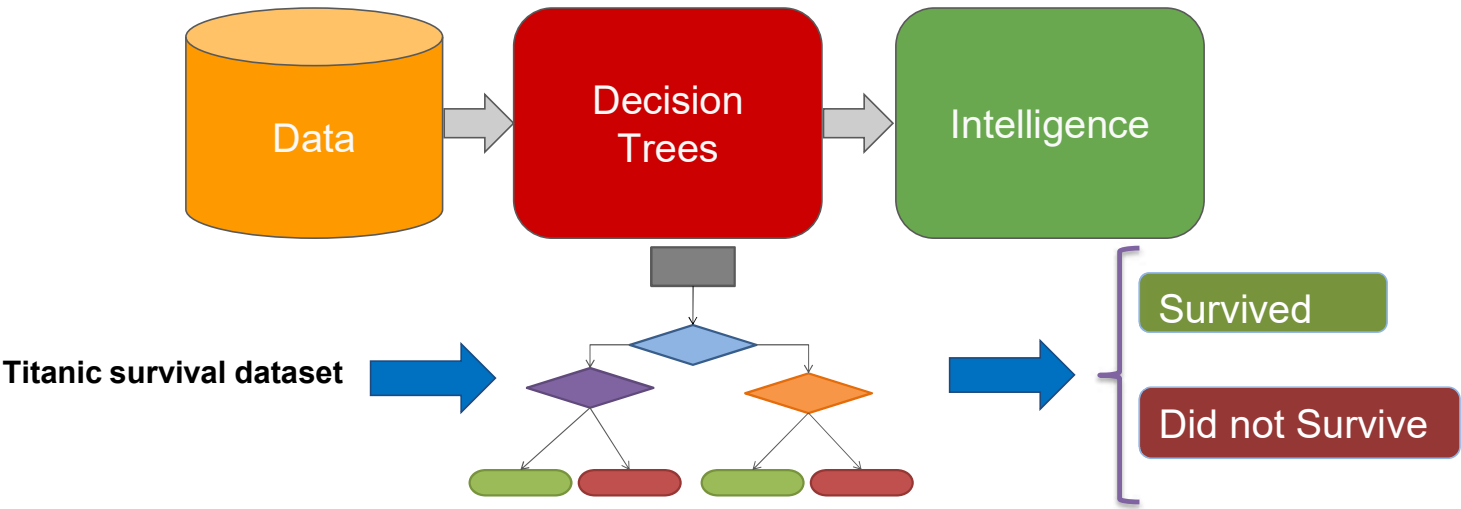 Data
Decision
Trees
Intelligence
Titanic survival dataset
Survived
Did not Survive